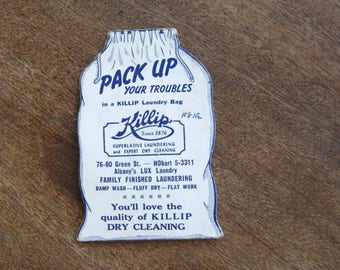 PACK UP
YOUR TROUBLES
in a KILLIP Laundry Bag
Killip
Since 1876
SUPERLATIVE LAUNDERING
and EXPERT DRY CLEANING
76-80 Green St. — HObart 5-3311
Albany's LUX Laundry
FAMILY FINISHED LAUNDERING
DAMP WASH—FLUFF DRY—FLAT WORK
* * * * * *
You'll love the
quality of KILLIP
DRY CLEANING